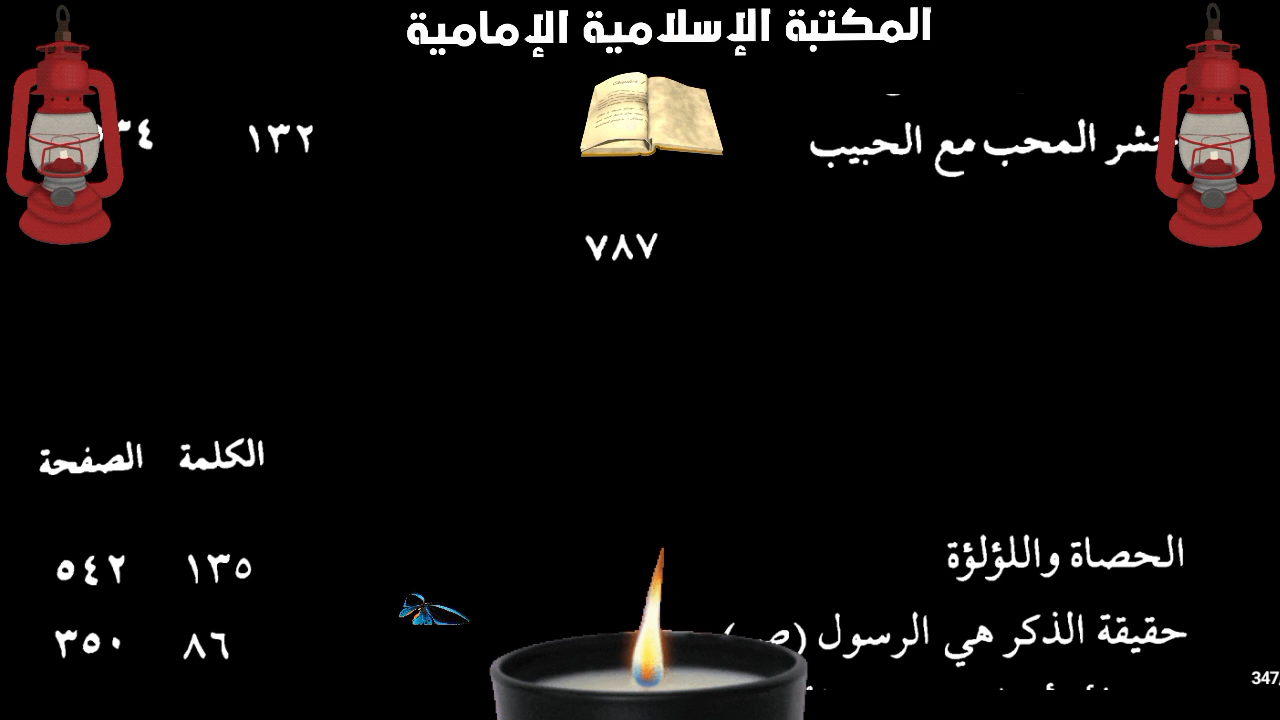 المكتبة الإسلامية الإمامية
المحب مع الحبيب ١٣٢
٧٨٧
الكلمة الصفحة
الحصاة واللؤلؤة ١٣٥ ٥٤٢
حقيقة الذكر هي الرسول (ص) ٨٦ ٣٥٠
347/